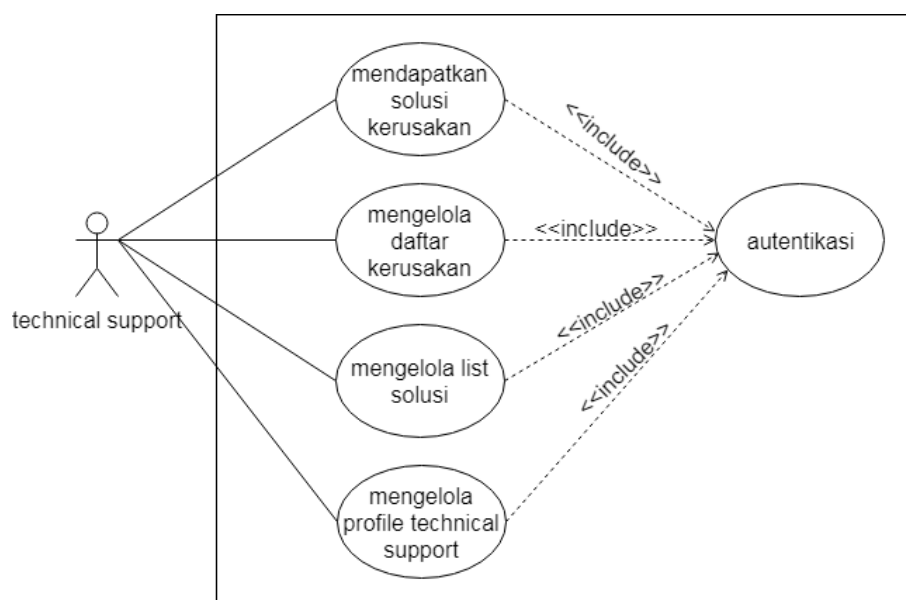 mendapatkan
solusi
kerusakan
<<include>>
mengelola
daftar
kerusakan
<<include>>
autentikasi
technical support
<<include>>
mengelola list
solusi
<<include>>
mengelola
profile technical
support